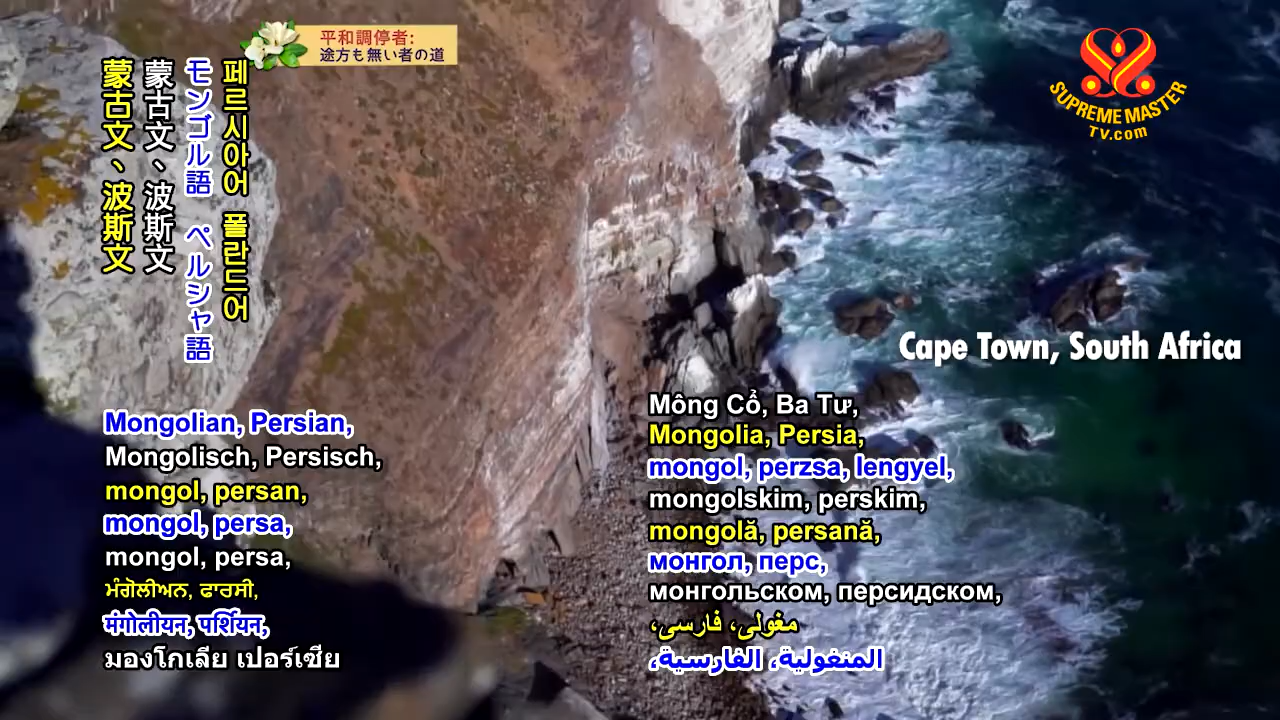 平和調停者:
途方も無い者の道
SUPREME MASTER
TV.com
페르시아어 폴란드어
モンゴル語 ペルシャ語
蒙古文、波斯文
蒙古文、波斯文
Cape Town, South Africa
Mongolian, Persian,
Mongolisch, Persisch,
mongol, persan,
mongol, persa,
mongol, persa,
ਮੰਗੋਲੀਅਨ, ਫਾਰਸੀ,
मंगोलीयन, पर्शियन,
มองโกเลีย เปอร์เซีย
Mông Cổ, Ba Tư,
Mongolia, Persia,
mongol, perzsa, lengyel,
mongolskim, perskim,
mongolă, persană,
монгол, перс,
монгольском, персидском,
مغولی، فارسی،
المنغولية، الفارسية،